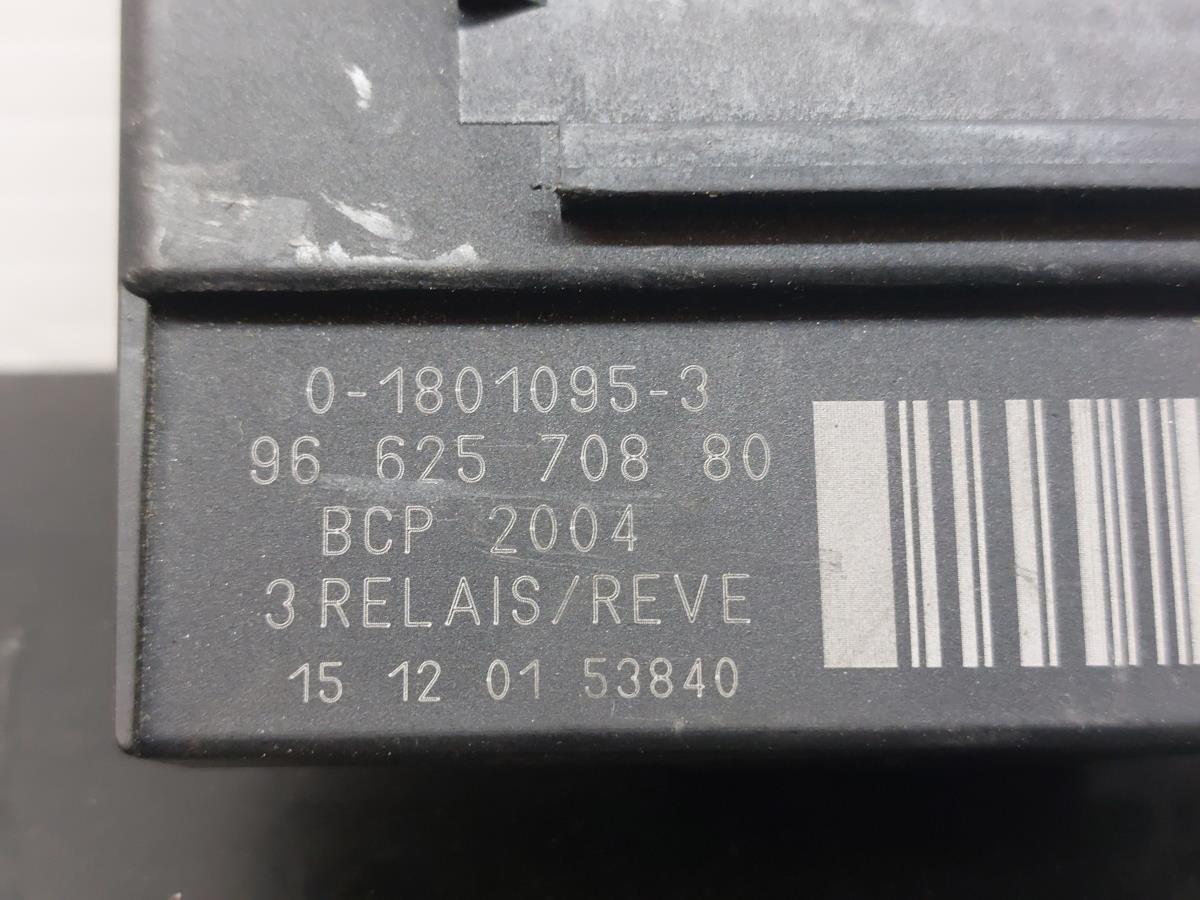 0-1801095-3
96 625 708 80
BCP 2004
3 RELAIS/REVE
15 12 01 53840